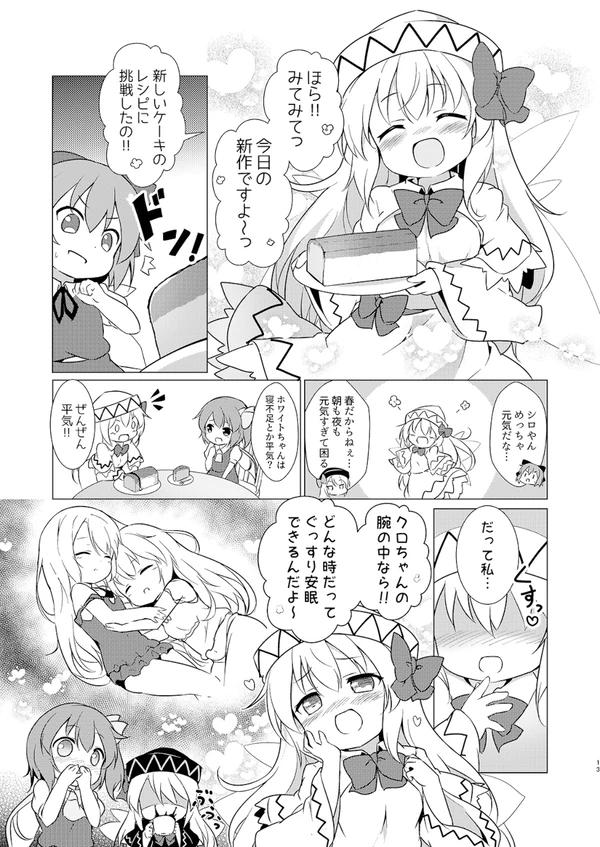 ほら!!
みてみてっ
今日の
新作ですよ〜っ
新しいケーキの
レシピに
挑戦したの!!
ドン!
シロやん
めっちゃ
元気だな…
春だからねぇ…
朝も夜も
元気すぎて困る
ホワイトちゃんは
寝不足とか平気?
ぜんぜん
平気!!
だって私…
くすっ♡
クロちゃんの
腕の中なら!!
どんな時だって
ぐっすり安眠
できるんだよ〜
ぶふっ
13